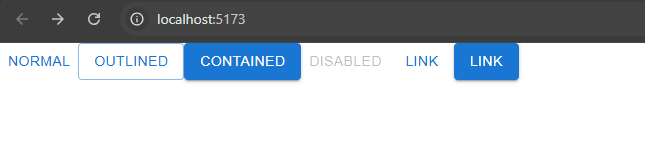 localhost:5173
NORMAL OUTLINED CONTAINED DISABLED LINK LINK